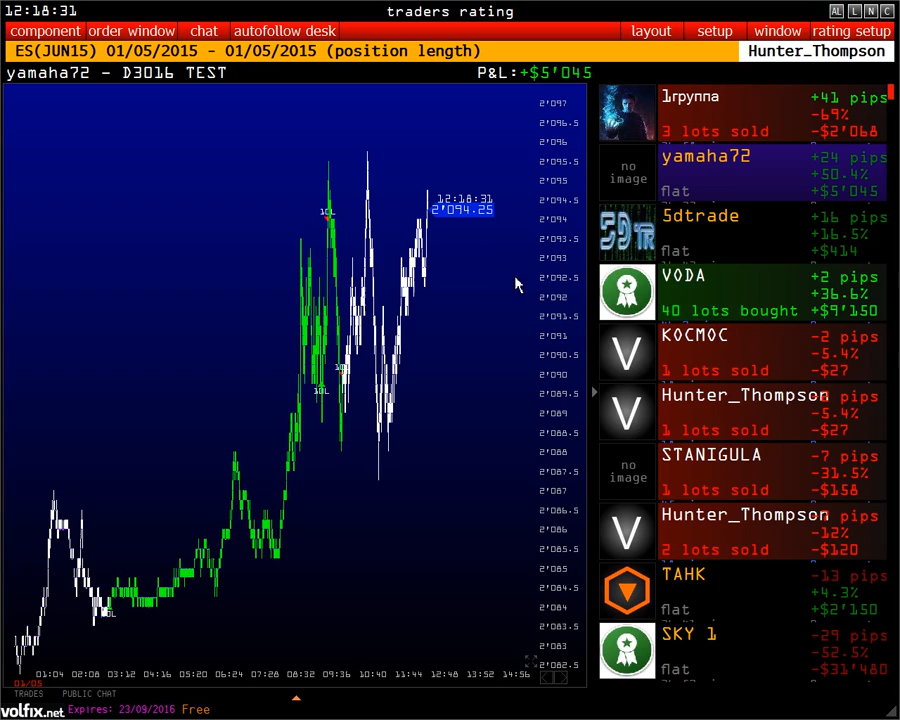 12:18:31
traders rating
AL L N C
component order window chat autofollow desk layout setup window rating setup
ES(JUN15) 01/05/2015 - 01/05/2015 (position length)
Hunter_Thompson
yamaha72 - D3016 TEST
P&L:+$5'045
2'097
2'096.5
2'096
2'095.5
2'095
2'094.5
2'094
2'093.5
2'093
2'092.5
2'092
2'091.5
2'091
2'090.5
2'090
2'089.5
2'089
2'088.5
2'088
2'087.5
2'087
2'086.5
2'086
2'085.5
2'085
2'084.5
2'084
2'083.5
2'083
2'082.5
12:18:31
2'094.25
10L
10L
01:04 02:08 03:12 04:16 05:20 06:24 07:28 08:32 09:36 10:40 11:44 12:48 13:52 14:56
01/05
1группа
+41 pips
-69%
3 lots sold
-$2'068
no image
yamaha72
+24 pips
+50.4%
flat
+$5'045
5dtrade
+16 pips
+16.5%
flat
+$414
VODA
+2 pips
+36.6%
40 lots bought
+$9'150
V
КОСМОС
-2 pips
-5.4%
1 lots sold
-$27
V
Hunter_Thompson
pips
-5.4%
1 lots sold
-$27
no image
STANIGULA
-7 pips
-31.5%
1 lots sold
-$158
V
Hunter_Thompson
pips
-12%
2 lots sold
-$120
ТАНК
-13 pips
+4.3%
flat
+$2'150
SKY 1
-29 pips
-52.5%
flat
-$31'480
TRADES PUBLIC CHAT
volfix.net
Expires: 23/09/2016 Free